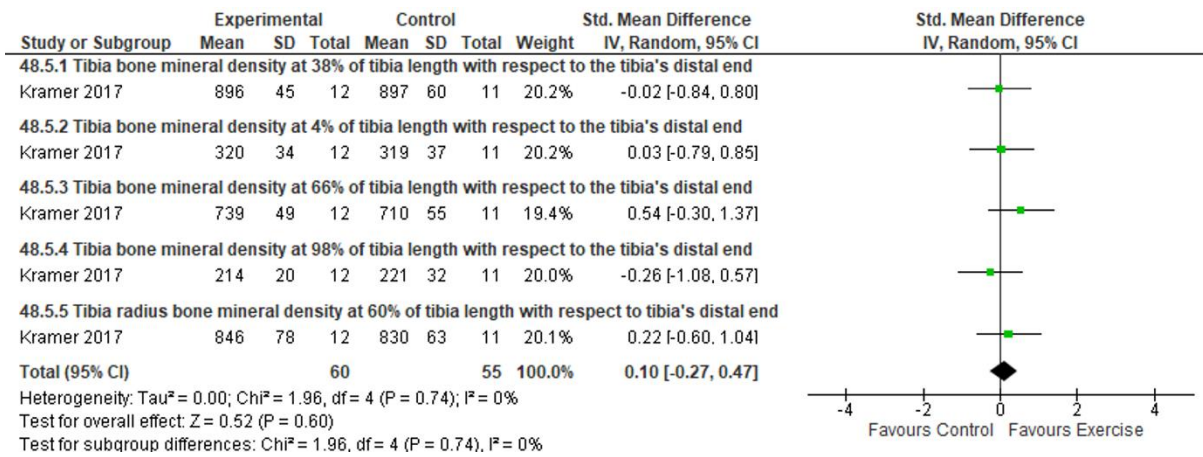 Experimental Control Std. Mean Difference Std. Mean Difference
Study or Subgroup Mean SD Total Mean SD Total Weight IV, Random, 95% CI IV, Random, 95% CI
48.5.1 Tibia bone mineral density at 38% of tibia length with respect to the tibia's distal end
Kramer 2017 896 45 12 897 60 11 20.2% -0.02 [-0.84, 0.80]
48.5.2 Tibia bone mineral density at 4% of tibia length with respect to the tibia's distal end
Kramer 2017 320 34 12 319 37 11 20.2% 0.03 [-0.79, 0.85]
48.5.3 Tibia bone mineral density at 66% of tibia length with respect to the tibia's distal end
Kramer 2017 739 49 12 710 55 11 19.4% 0.54 [-0.30, 1.37]
48.5.4 Tibia bone mineral density at 98% of tibia length with respect to the tibia's distal end
Kramer 2017 214 20 12 221 32 11 20.0% -0.26 [-1.08, 0.57]
48.5.5 Tibia radius bone mineral density at 60% of tibia length with respect to tibia's distal end
Kramer 2017 846 78 12 830 63 11 20.1% 0.22 [-0.60, 1.04]
Total (95% CI) 60 55 100.0% 0.10 [-0.27, 0.47]
Heterogeneity: Tau² = 0.00; Chi² = 1.96, df = 4 (P = 0.74); I² = 0%
Test for overall effect: Z = 0.52 (P = 0.60)
Test for subgroup differences: Chi² = 1.96, df = 4 (P = 0.74), I² = 0%
-4 -2 0 2 4
Favours Control Favours Exercise